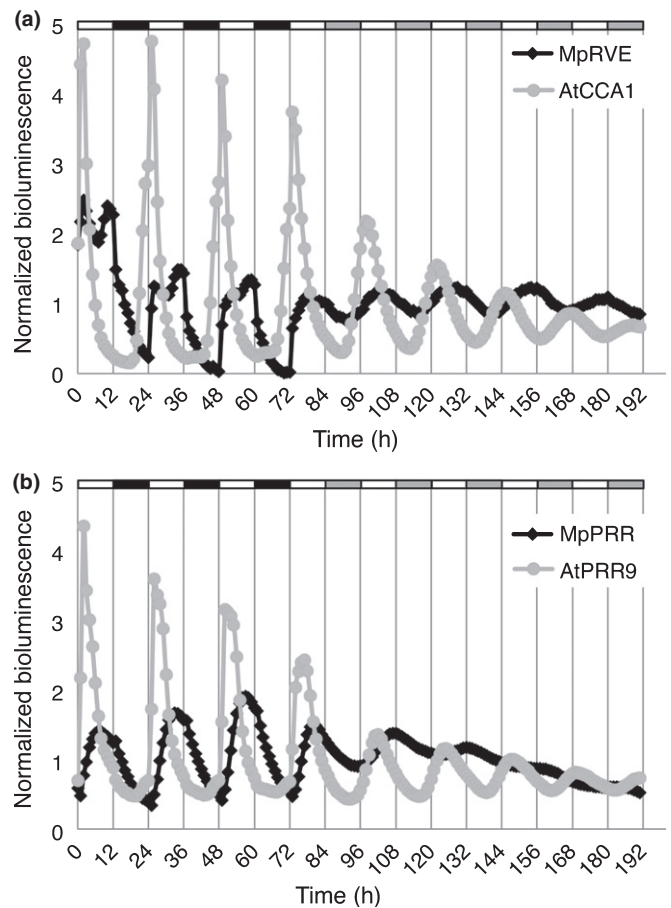 (a)
5
4
3
2
1
0
Normalized bioluminescence
MpRVE
AtCCA1
0 12 24 36 48 60 72 84 96 108 120 132 144 156 168 180 192
Time (h)
(b)
5
4
3
2
1
0
Normalized bioluminescence
MpPRR
AtPRR9
0 12 24 36 48 60 72 84 96 108 120 132 144 156 168 180 192
Time (h)